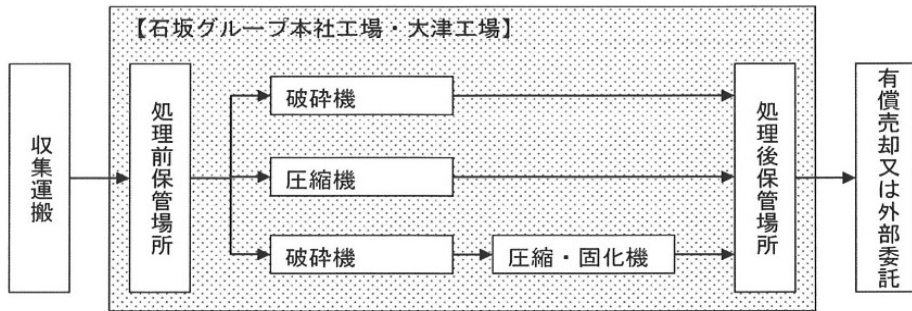 【石坂グループ本社工場・大津工場】
収集運搬
処理前保管場所
破砕機
圧縮機
破砕機
圧縮・固化機
処理後保管場所
有償売却又は外部委託